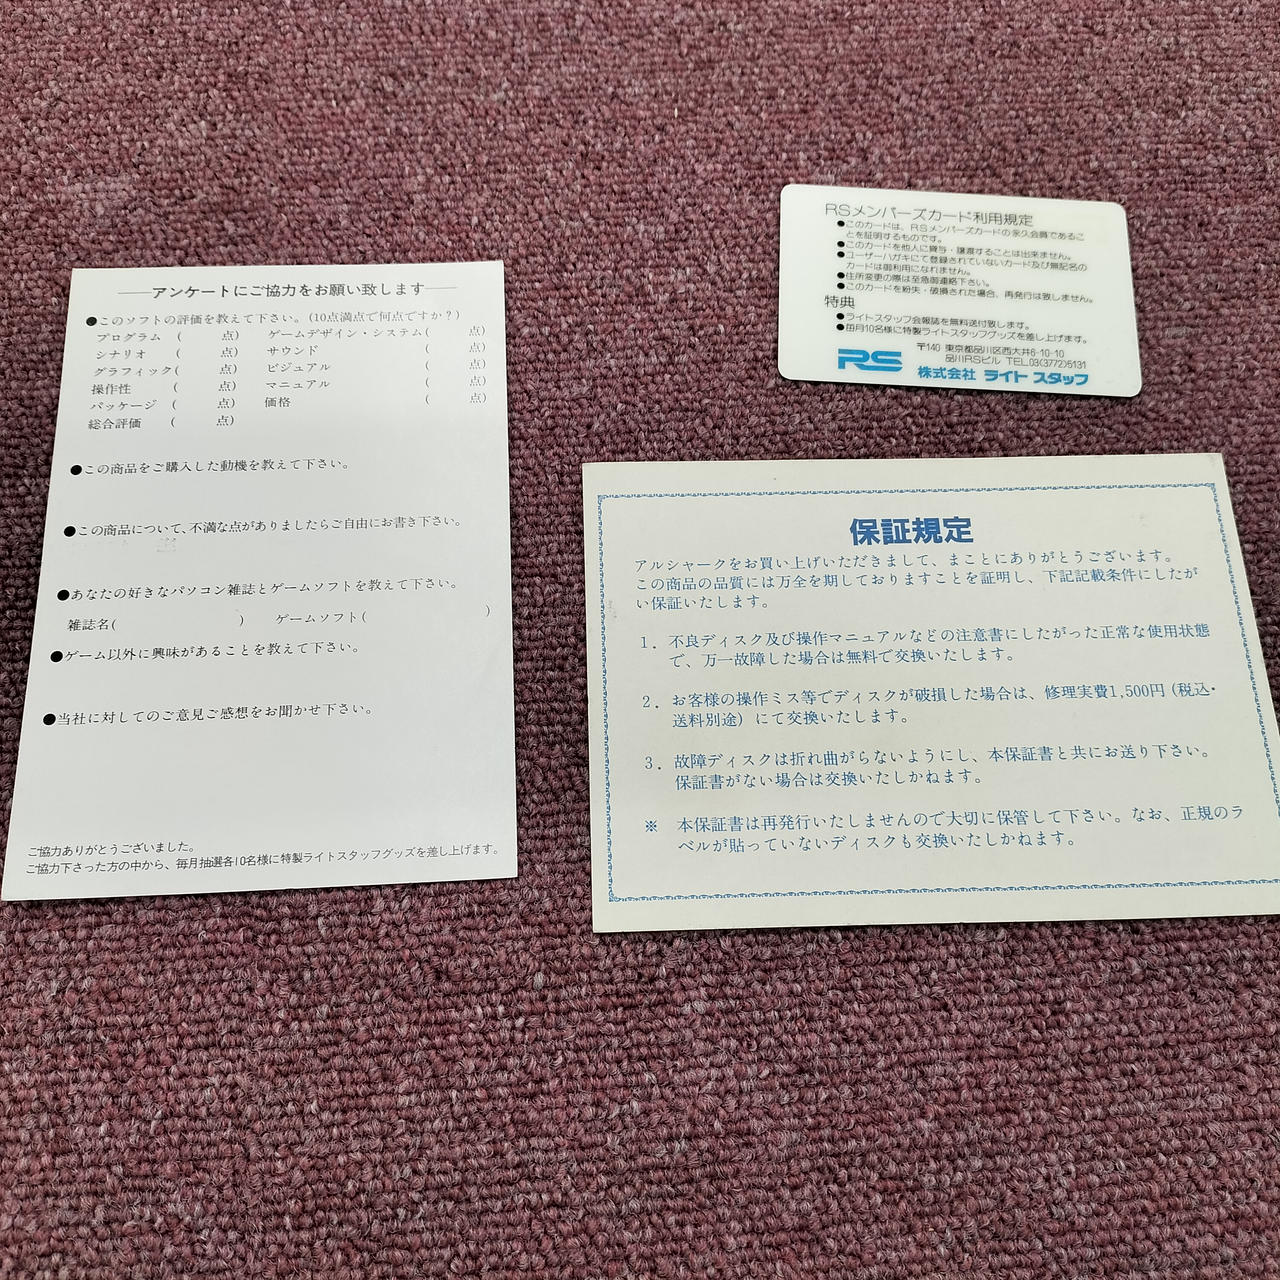 アンケートにご協力をお願い致します
●このソフトの評価を教えて下さい。(10点満点で何点ですか？)
プログラム ( 点) ゲームデザイン・システム( 点)
シナリオ ( 点) サウンド ( 点)
グラフィック( 点) ビジュアル ( 点)
操作性 ( 点) マニュアル ( 点)
パッケージ ( 点) 価格 ( 点)
総合評価 ( 点)
●この商品をご購入した動機を教えて下さい。
●この商品について、不満な点がありましたらご自由にお書き下さい。
●あなたの好きなパソコン雑誌とゲームソフトを教えて下さい。
雑誌名( ) ゲームソフト( )
●ゲーム以外に興味があることを教えて下さい。
●当社に対してのご意見ご感想をお聞かせ下さい。
ご協力ありがとうございました。
ご協力下さった方の中から、毎月抽選各10名様に特製ライトスタッフグッズを差し上げます。
RSメンバーズカード利用規定
●このカードは、RSメンバーズカードの永久会員であるこ
とを証明するものです。
●このカードを他人に貸与・譲渡することは出来ません。
●ユーザーハガキにて登録されていないカード及び無記名の
カードは御利用になれません。
●住所変更の際は至急御連絡下さい。
●このカードを紛失・破損された場合、再発行は致しません。
特典
●ライトスタッフ会報誌を無料送付致します。
●毎月10名様に特製ライトスタッフグッズを差し上げます。
RS 〒140 東京都品川区西大井6-10-10
品川RSビル TEL.03(3772)5131
株式会社 ライト スタッフ
保証規定
アルシャークをお買い上げいただきまして、まことにありがとうございます。
この商品の品質には万全を期しておりますことを証明し、下記記載条件にしたが
い保証いたします。
1．不良ディスク及び操作マニュアルなどの注意書にしたがった正常な使用状態
で、万一故障した場合は無料で交換いたします。
2．お客様の操作ミス等でディスクが破損した場合は、修理実費1,500円 (税込・
送料別途) にて交換いたします。
3．故障ディスクは折れ曲がらないようにし、本保証書と共にお送り下さい。
保証書がない場合は交換いたしかねます。
※ 本保証書は再発行いたしませんので大切に保管して下さい。なお、正規のラ
ベルが貼っていないディスクも交換いたしかねます。